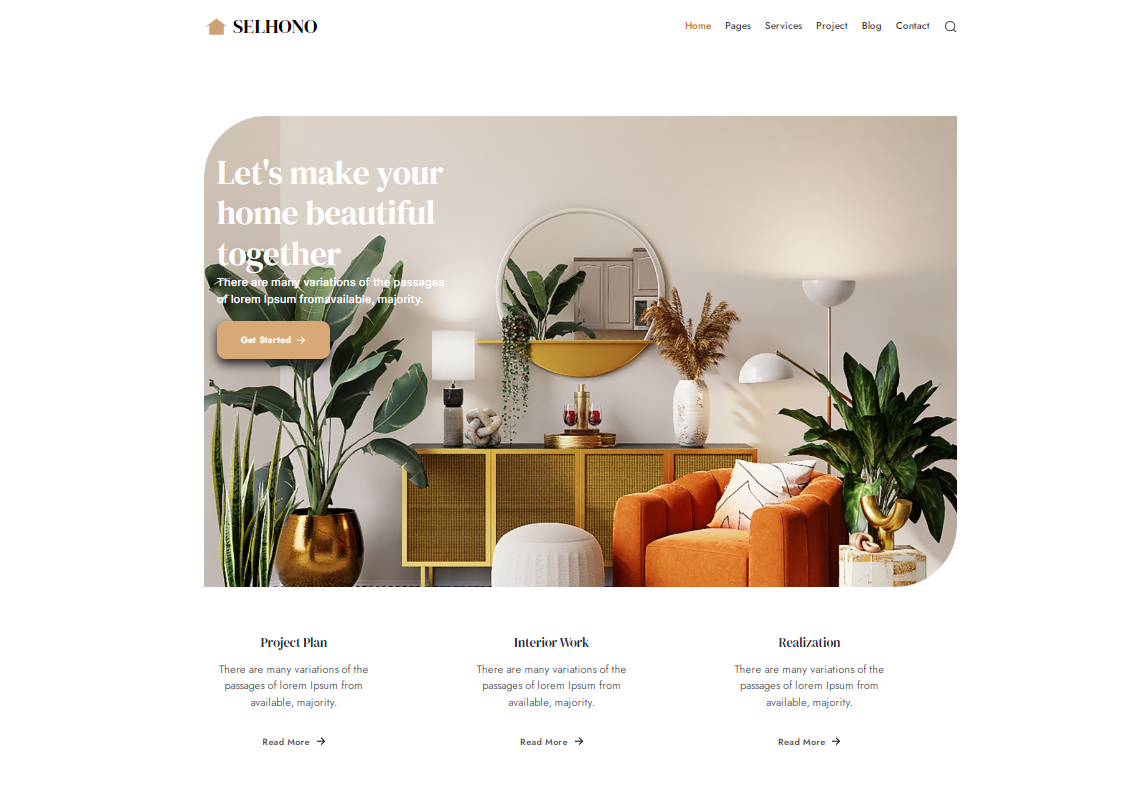 SELHONO
Home Pages Services Project Blog Contact
Let's make your
home beautiful
together
There are many variations of the passages
of lorem Ipsum fromavailable, majority.
Get Started
Project Plan
There are many variations of the
passages of lorem Ipsum from
available, majority.
Read More
Interior Work
There are many variations of the
passages of lorem Ipsum from
available, majority.
Read More
Realization
There are many variations of the
passages of lorem Ipsum from
available, majority.
Read More